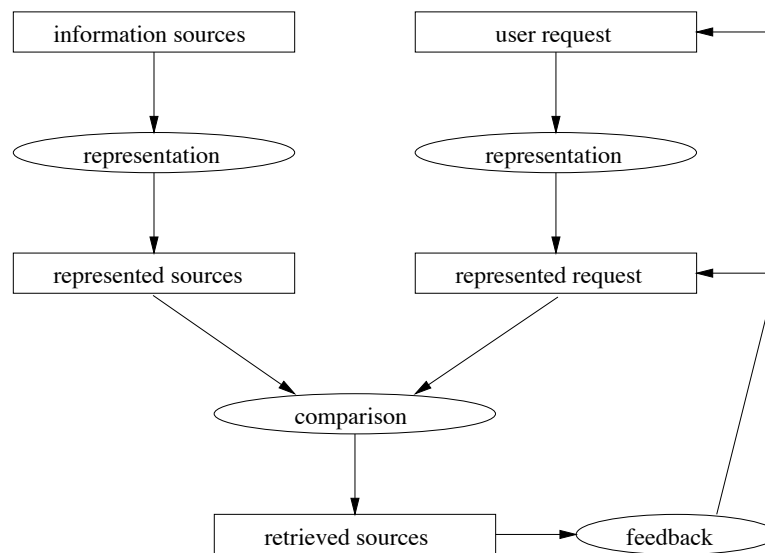 information sources
user request
representation
representation
represented sources
represented request
comparison
retrieved sources
feedback